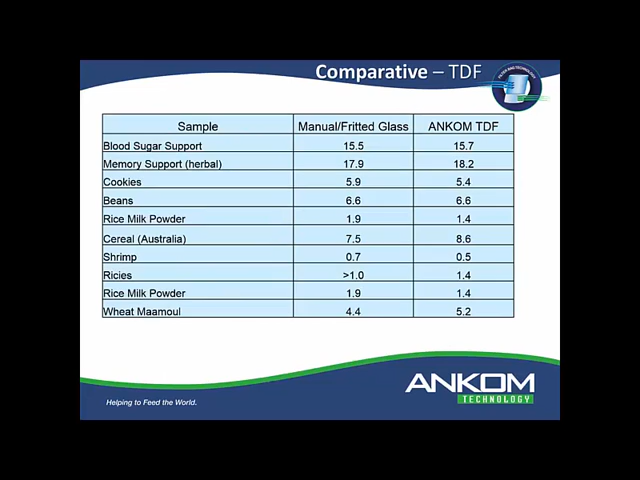 Comparative – TDF
FILTER BAG TECHNOLOGY
Sample Manual/Fritted Glass ANKOM TDF
Blood Sugar Support 15.5 15.7
Memory Support (herbal) 17.9 18.2
Cookies 5.9 5.4
Beans 6.6 6.6
Rice Milk Powder 1.9 1.4
Cereal (Australia) 7.5 8.6
Shrimp 0.7 0.5
Ricies >1.0 1.4
Rice Milk Powder 1.9 1.4
Wheat Maamoul 4.4 5.2
ANKOM
TECHNOLOGY
Helping to Feed the World.